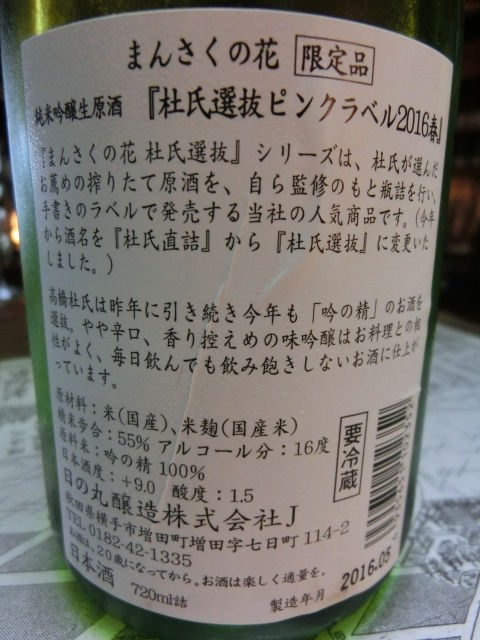 まんさくの花 限定品
純米吟醸生原酒 『杜氏選抜ピンクラベル2016春』
『まんさくの花 杜氏選抜』シリーズは、杜氏が選んだ
お薦めの搾りたて原酒を、自ら監修のもと瓶詰を行い、
手書きのラベルで発売する当社の人気商品です。(今年
から酒名を『杜氏直詰』から『杜氏選抜』に変更いた
しました。)
高橋杜氏は昨年に引き続き今年も「吟の精」のお酒を
選抜。やや辛口、香り控えめの味吟醸はお料理との相
性がよく、毎日飲んでも飲み飽きしないお酒に仕上が
っています。
原材料:米(国産)、米麹(国産米)
精米歩合:55% アルコール分:16度
原料米:吟の精 100%
日本酒度:+9.0 酸度:1.5
要冷蔵
日の丸醸造株式会社J
秋田県横手市増田町増田字七日町114-2
TEL.0182-42-1335
お酒は、20歳になってから。お酒は楽しく適量を。
日本酒 720ml詰 製造年月 2016.05